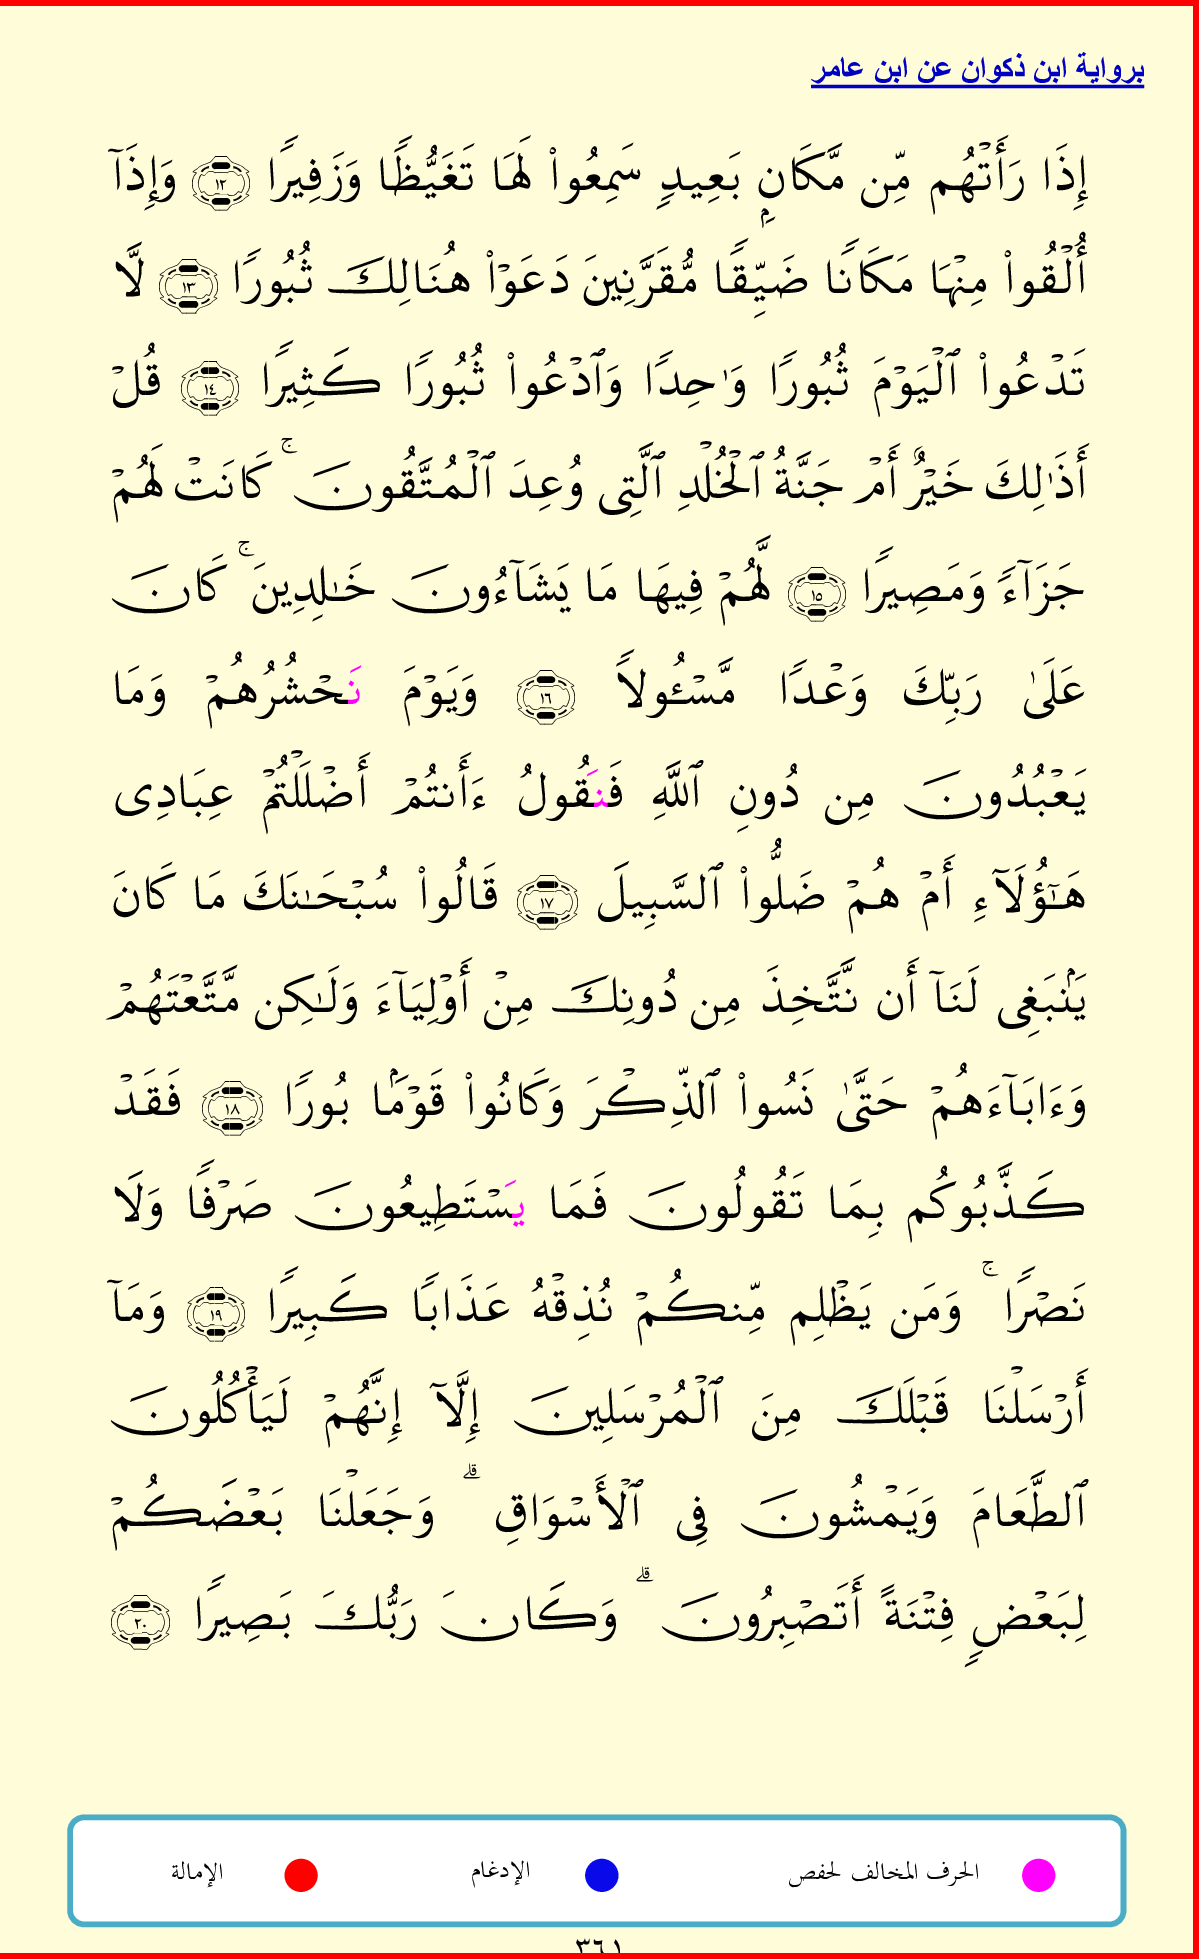 برواية ابن ذكوان عن ابن عامر
إِذَا رَأَتْهُم مِّن مَّكَانِۭ بَعِيدٍ سَمِعُوا۟ لَهَا تَغَيُّظًا وَزَفِيرًا ١٢ وَإِذَآ
أُلْقُوا۟ مِنْهَا مَكَانًا ضَيِّقًا مُّقَرَّنِينَ دَعَوْا۟ هُنَالِكَ ثُبُورًا ١٣ لَّا
تَدْعُوا۟ ٱلْيَوْمَ ثُبُورًا وَٰحِدًا وَٱدْعُوا۟ ثُبُورًا كَثِيرًا ١٤ قُلْ
أَذَٰلِكَ خَيْرٌ أَمْ جَنَّةُ ٱلْخُلْدِ ٱلَّتِى وُعِدَ ٱلْمُتَّقُونَ ۚ كَانَتْ لَهُمْ
جَزَآءً وَمَصِيرًا ١٥ لَّهُمْ فِيهَا مَا يَشَآءُونَ خَـٰلِدِينَ ۚ كَانَ
عَلَىٰ رَبِّكَ وَعْدًا مَّسْـُٔولًا ١٦ وَيَوْمَ نَحْشُرُهُمْ وَمَا
يَعْبُدُونَ مِن دُونِ ٱللَّهِ فَنَقُولُ ءَأَنتُمْ أَضْلَلْتُمْ عِبَادِى
هَـٰٓؤُلَآءِ أَمْ هُمْ ضَلُّوا۟ ٱلسَّبِيلَ ١٧ قَالُوا۟ سُبْحَـٰنَكَ مَا كَانَ
يَنۢبَغِى لَنَآ أَن نَّتَّخِذَ مِن دُونِكَ مِنْ أَوْلِيَآءَ وَلَـٰكِن مَّتَّعْتَهُمْ
وَءَابَآءَهُمْ حَتَّىٰ نَسُوا۟ ٱلذِّكْرَ وَكَانُوا۟ قَوْمًۢا بُورًا ١٨ فَقَدْ
كَذَّبُوكُم بِمَا تَقُولُونَ فَمَا يَسْتَطِيعُونَ صَرْفًا وَلَا
نَصْرًا ۚ وَمَن يَظْلِم مِّنكُمْ نُذِقْهُ عَذَابًا كَبِيرًا ١٩ وَمَآ
أَرْسَلْنَا قَبْلَكَ مِنَ ٱلْمُرْسَلِينَ إِلَّآ إِنَّهُمْ لَيَأْكُلُونَ
ٱلطَّعَامَ وَيَمْشُونَ فِى ٱلْأَسْوَاقِ ۗ وَجَعَلْنَا بَعْضَكُمْ
لِبَعْضٍ فِتْنَةً أَتَصْبِرُونَ ۗ وَكَانَ رَبُّكَ بَصِيرًا ٢٠
الحرف المخالف لحفص الإدغام الإمالة
٣٦١